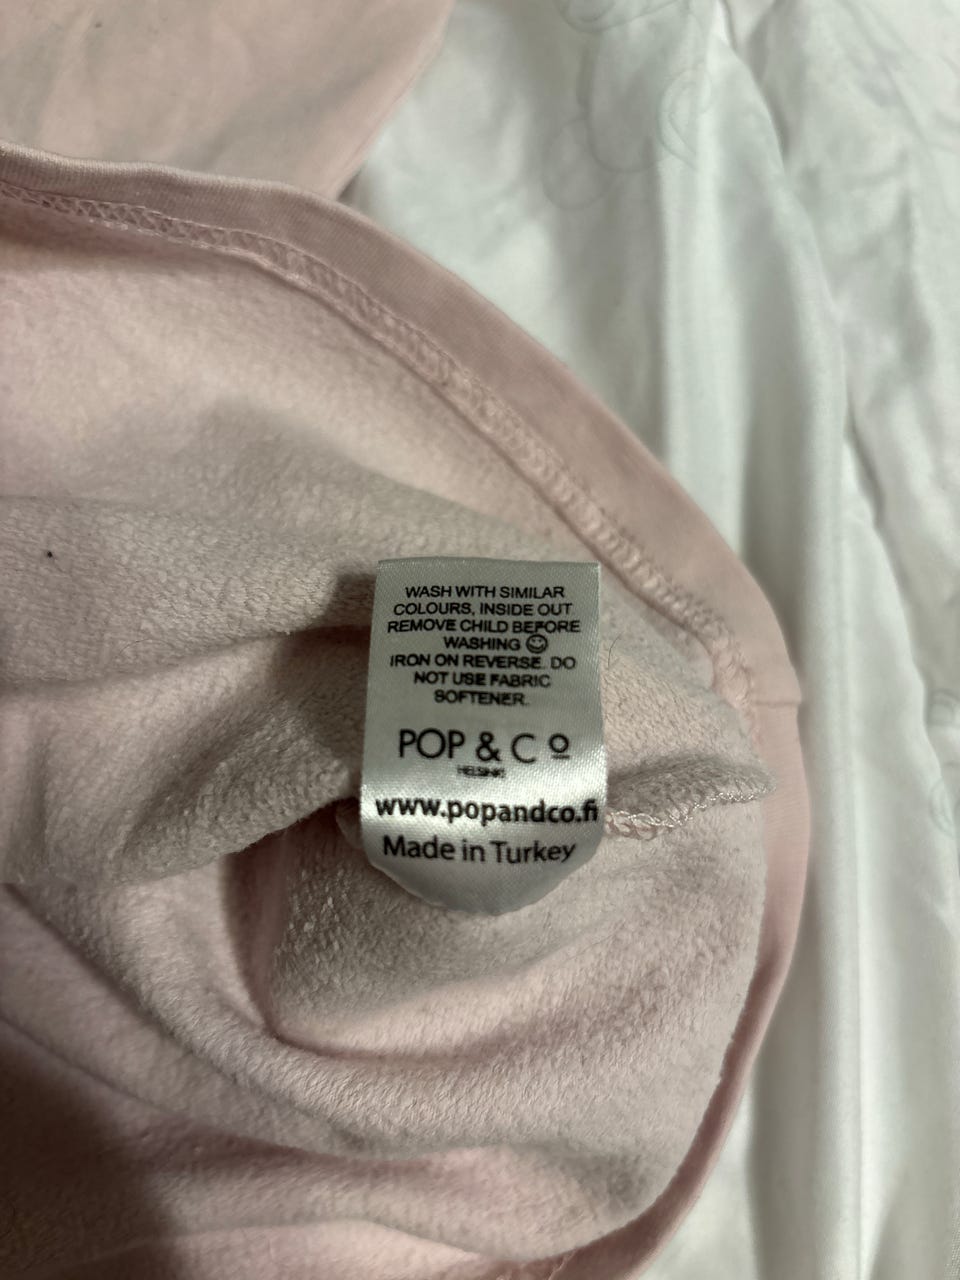 WASH WITH SIMILAR
COLOURS, INSIDE OUT
REMOVE CHILD BEFORE
WASHING ☺
IRON ON REVERSE. DO
NOT USE FABRIC
SOFTENER.
POP & CO
HELSINKI
www.popandco.fi
Made in Turkey